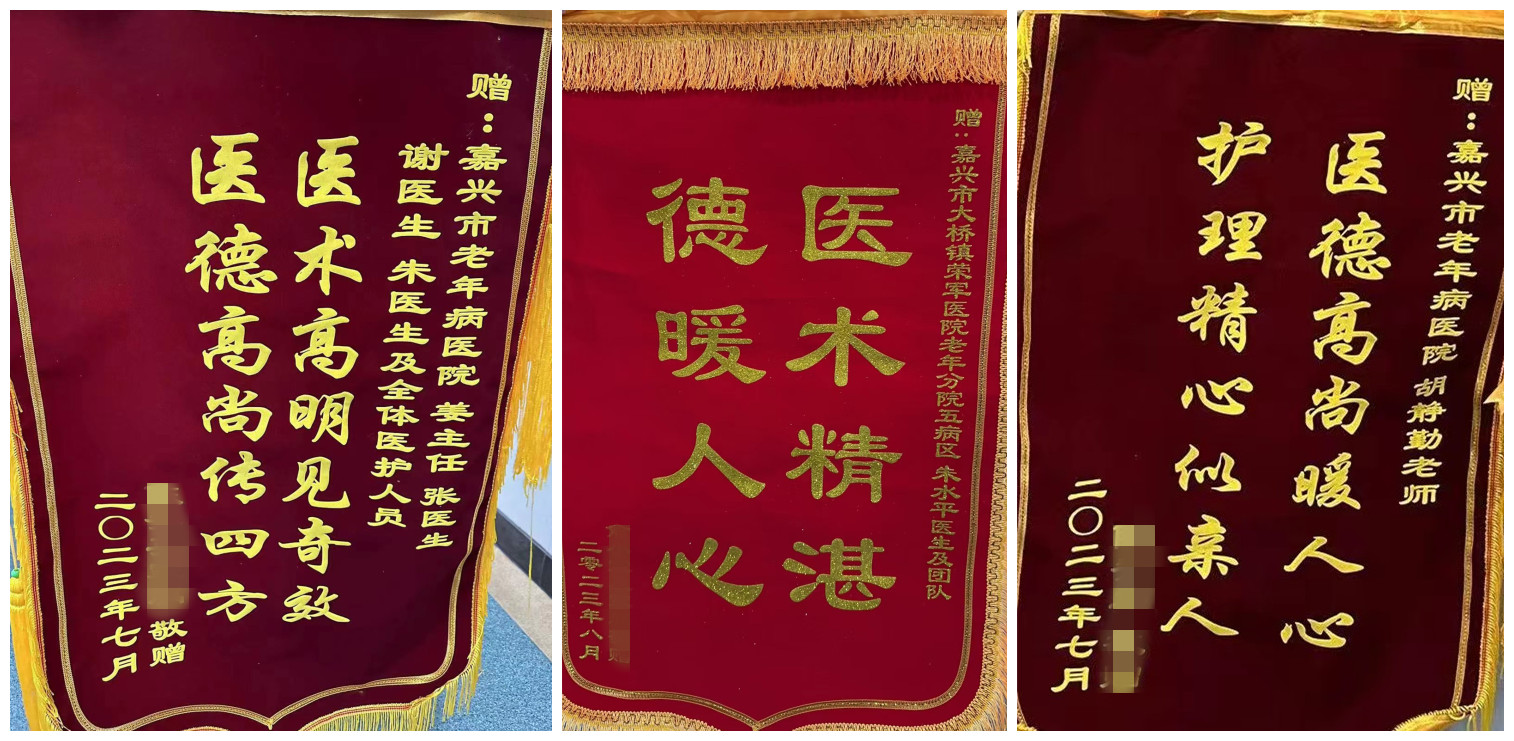 赠：嘉兴市老年病医院 姜主任 张医生
谢医生 朱医生及全体医护人员
医术高明见奇效
医德高尚传四方
敬赠
二〇二三年七月
赠：嘉兴市大桥镇荣军医院老年分院五病区 朱水平医生及团队
医术精湛
德暖人心
二零二三年八月
赠：嘉兴市老年病医院 胡静勤老师
医德高尚暖人心
护理精心似亲人
二〇二三年七月